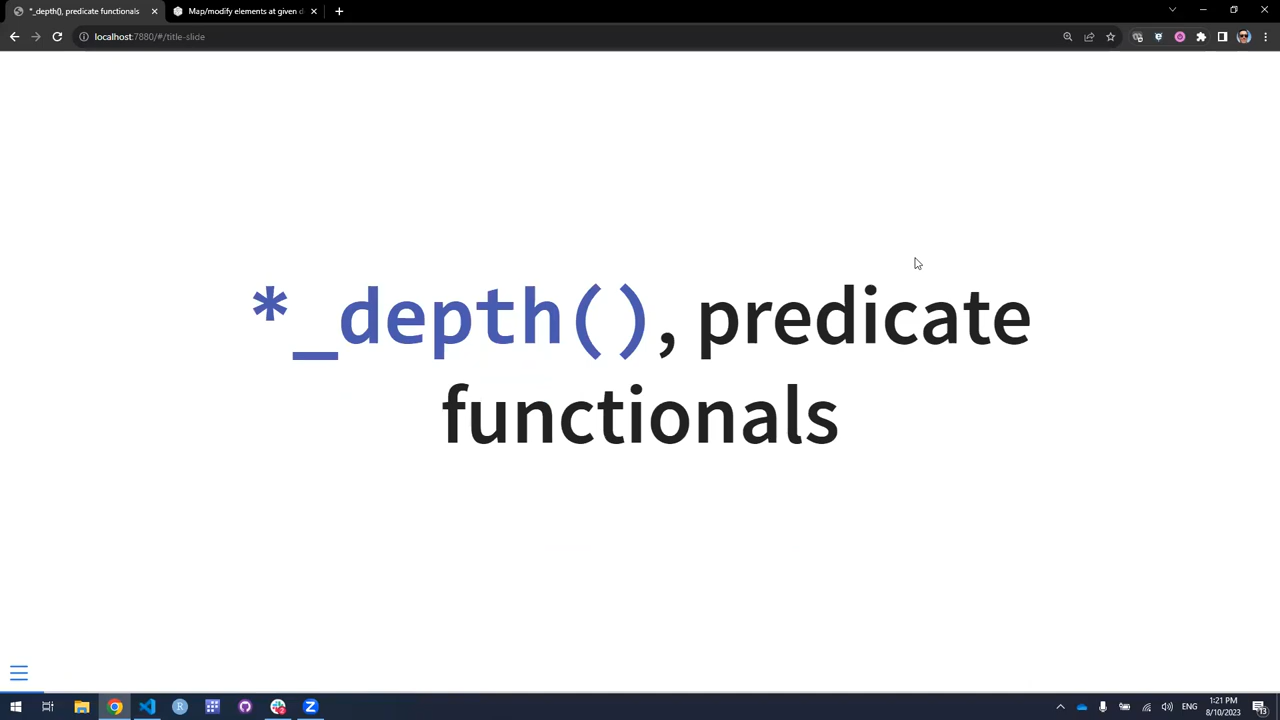 *_depth(), predicate functionals
Map/modify elements at given d
localhost:7880/#/title-slide
*_depth(), predicate
functionals
ENG
1:21 PM
8/10/2023
13